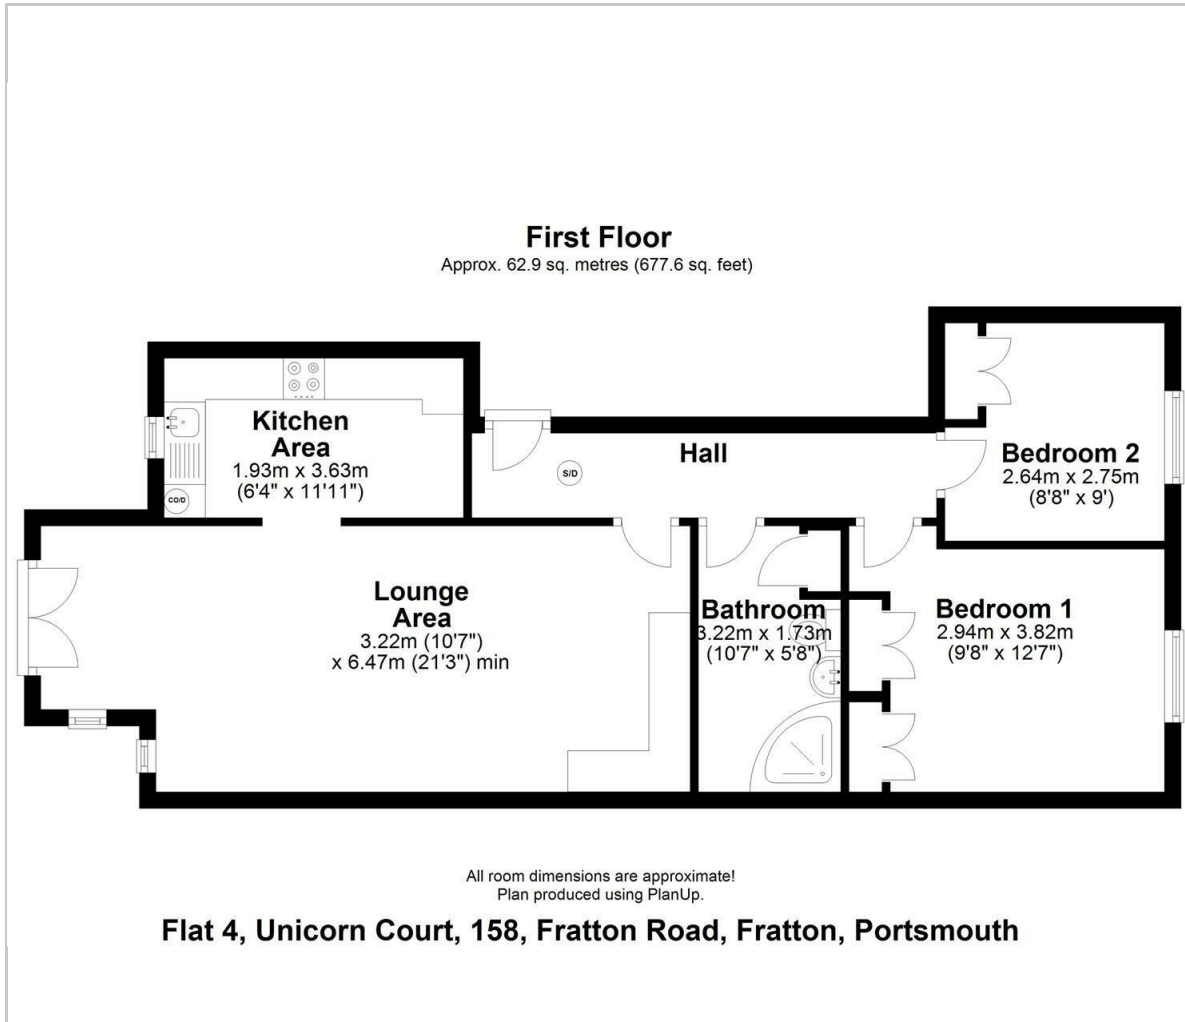 First Floor
Approx. 62.9 sq. metres (677.6 sq. feet)
Kitchen
Area
1.93m x 3.63m
(6'4" x 11'11")
CO/D
Hall
S/D
Bedroom 2
2.64m x 2.75m
(8'8" x 9')
Lounge
Area
3.22m (10'7")
x 6.47m (21'3") min
Bathroom
3.22m x 1.73m
(10'7" x 5'8")
Bedroom 1
2.94m x 3.82m
(9'8" x 12'7")
All room dimensions are approximate!
Plan produced using PlanUp.
Flat 4, Unicorn Court, 158, Fratton Road, Fratton, Portsmouth